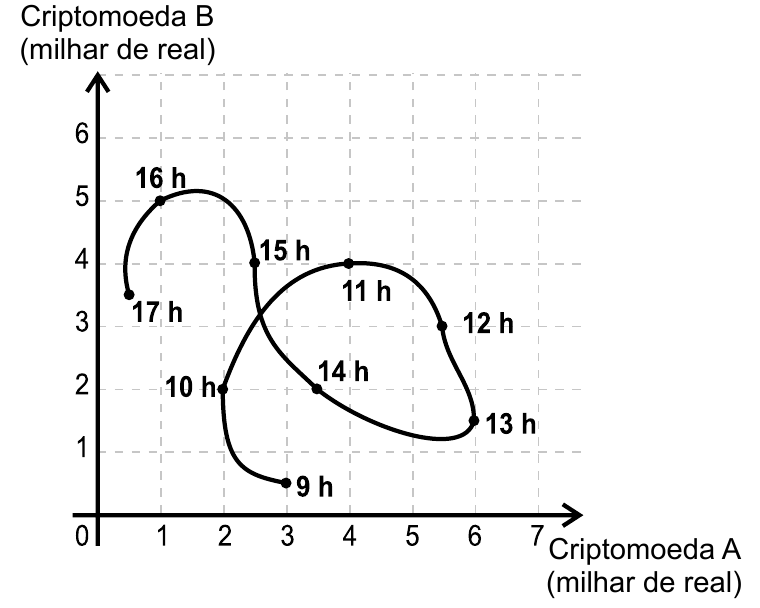 Criptomoeda B
(milhar de real)
6
16 h
5
15 h
4
11 h
17 h
3
12 h
14 h
2
10 h
13 h
1
9 h
0 1 2 3 4 5 6 7
Criptomoeda A
(milhar de real)